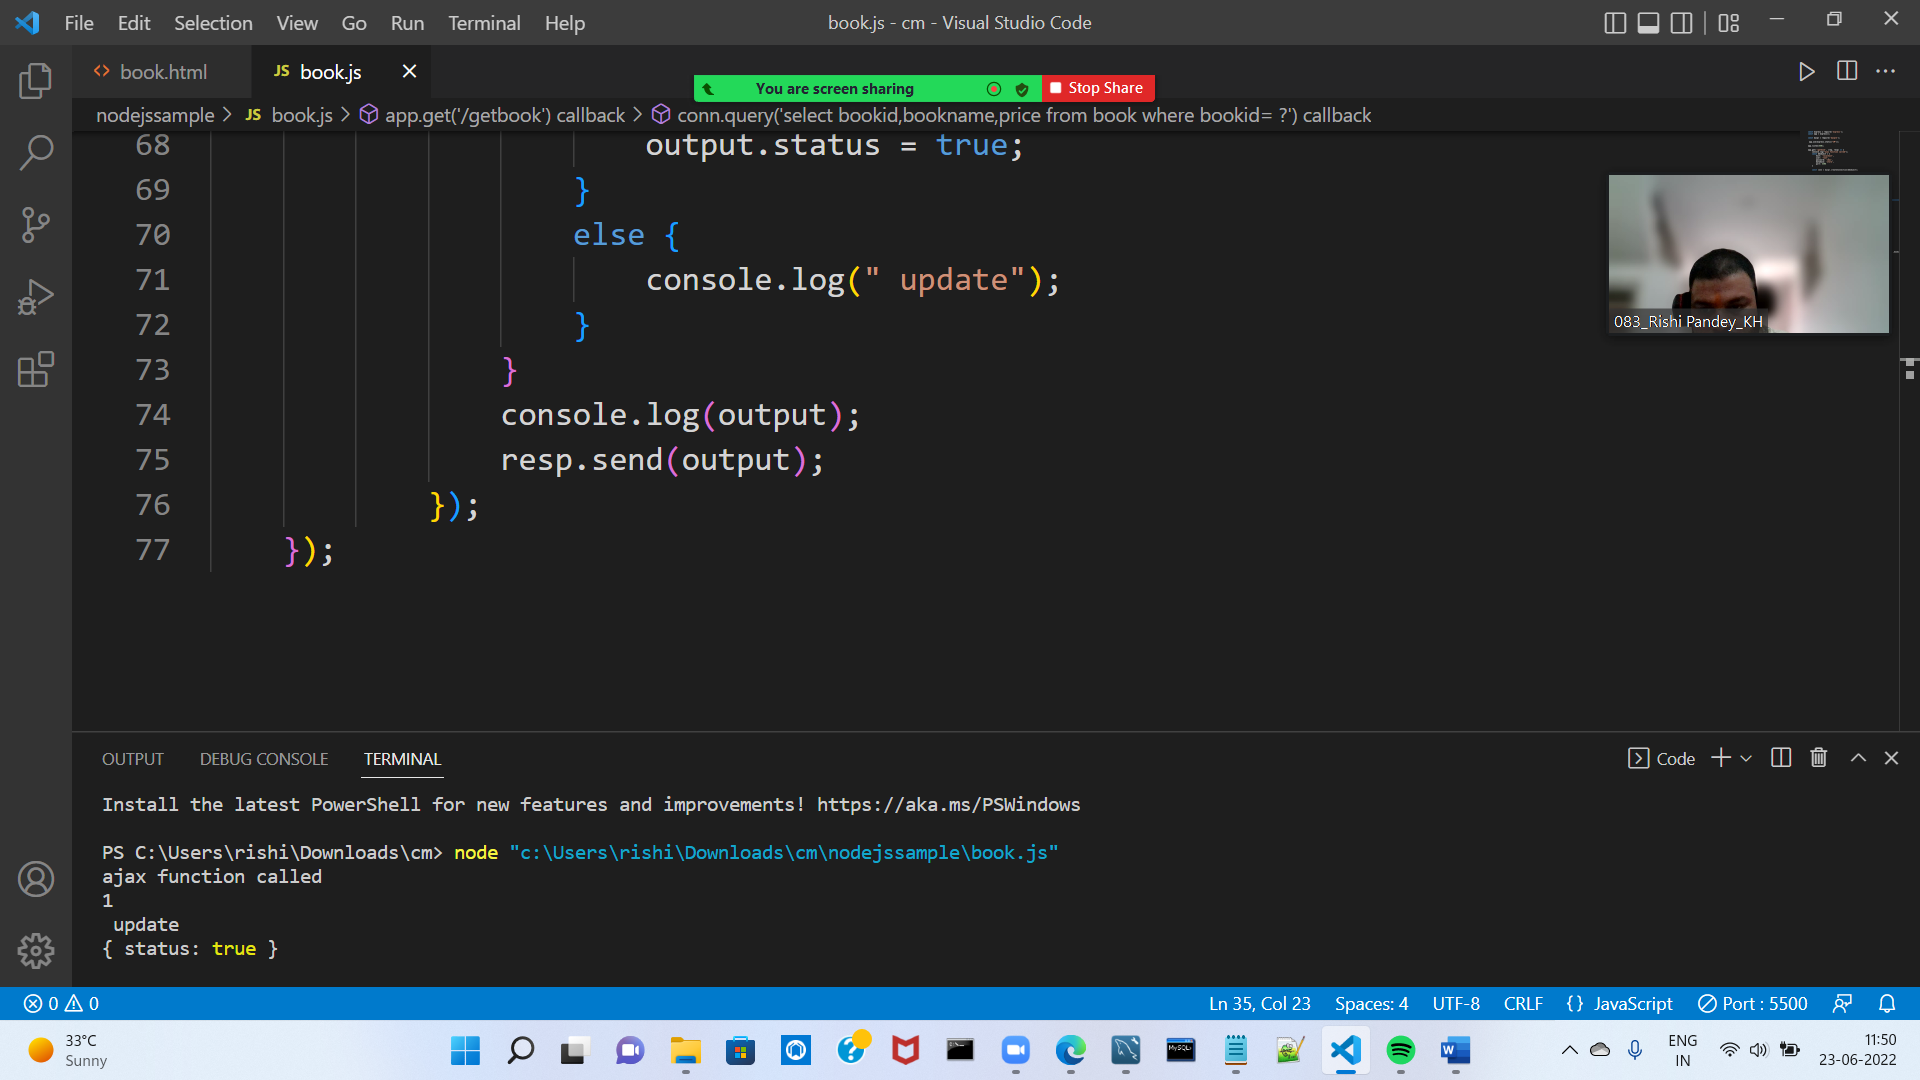 File Edit Selection View Go Run Terminal Help book.js - cm - Visual Studio Code
book.html JS book.js
You are screen sharing Stop Share
nodejssample > JS book.js > app.get('/getbook') callback > conn.query('select bookid,bookname,price from book where bookid= ?') callback
68 output.status = true;
69 }
70 else {
71 console.log(" update");
72 }
73 }
74 console.log(output);
75 resp.send(output);
76 });
77 });
083_Rishi Pandey_KH
OUTPUT DEBUG CONSOLE TERMINAL Code
Install the latest PowerShell for new features and improvements! https://aka.ms/PSWindows
PS C:\Users\rishi\Downloads\cm> node "c:\Users\rishi\Downloads\cm\nodejssample\book.js"
ajax function called
1
update
{ status: true }
0 0 Ln 35, Col 23 Spaces: 4 UTF-8 CRLF {} JavaScript Port : 5500
33°C
Sunny
MySQL
ENG
IN
11:50
23-06-2022